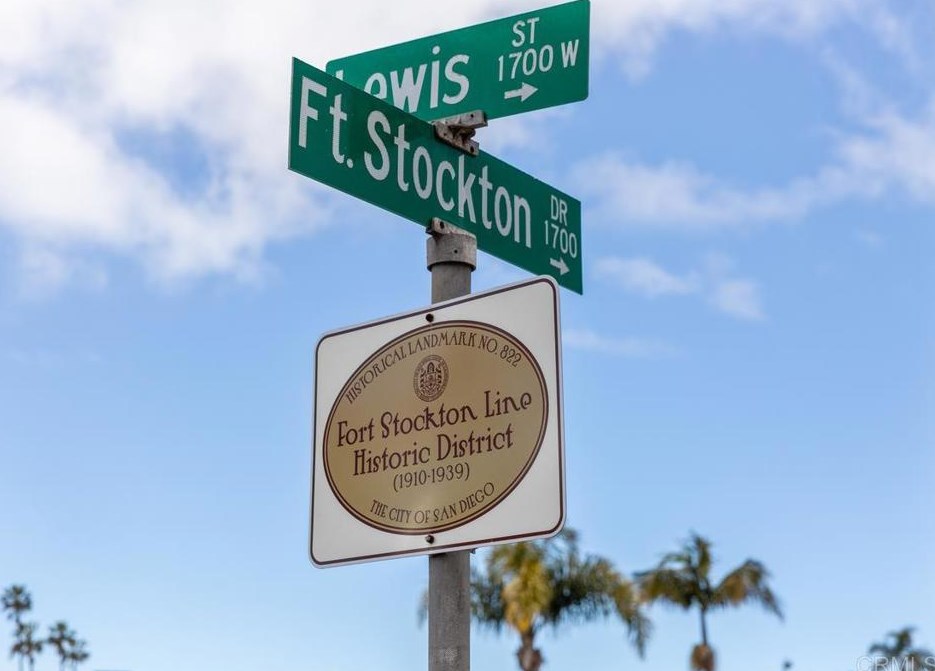 Lewis ST
1700 W
→
Ft. Stockton DR
1700
→
HISTORICAL LANDMARK NO. 822
Fort Stockton Line
Historic District
(1910-1939)
THE CITY OF SAN DIEGO
CRMLS